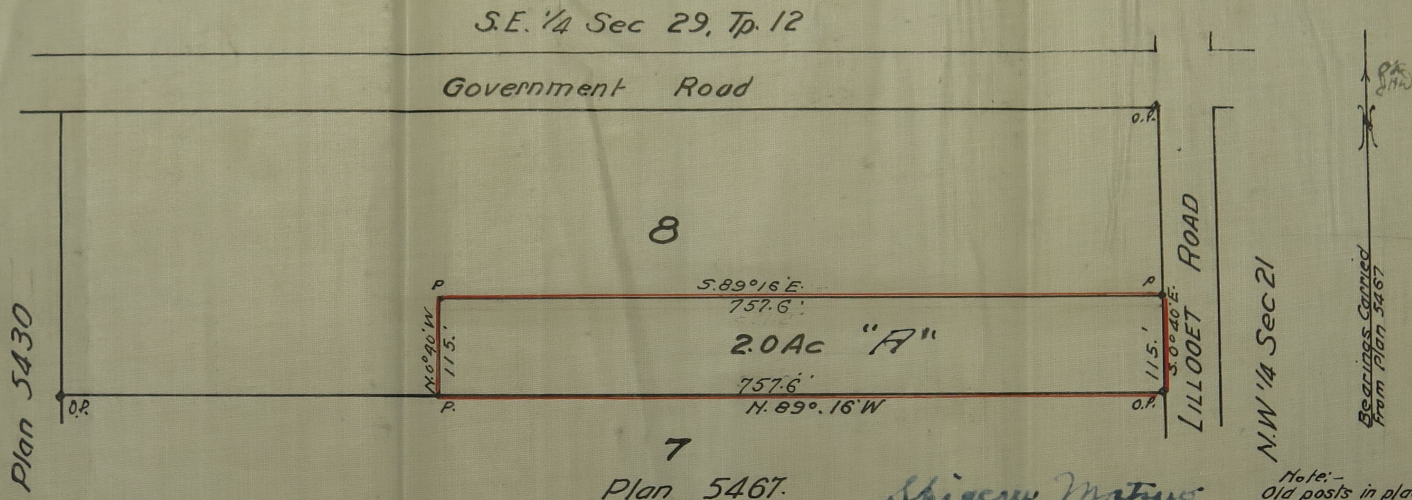 S.E. 1/4 Sec 29, Tp. 12
Government Road
O.P.
8
P
S.89°16'E.
P
757.6'
N.0°40'W
115.'
2.0 Ac "A"
115.'
S.0°40'E.
LILLOOET ROAD
N.W 1/4 Sec 21
Bearings Carried
From Plan 5467
Plan 5430
O.P.
757.6'
P.
N.89°.16'W
O.P.
7
Plan 5467.
Note:-
Old posts in